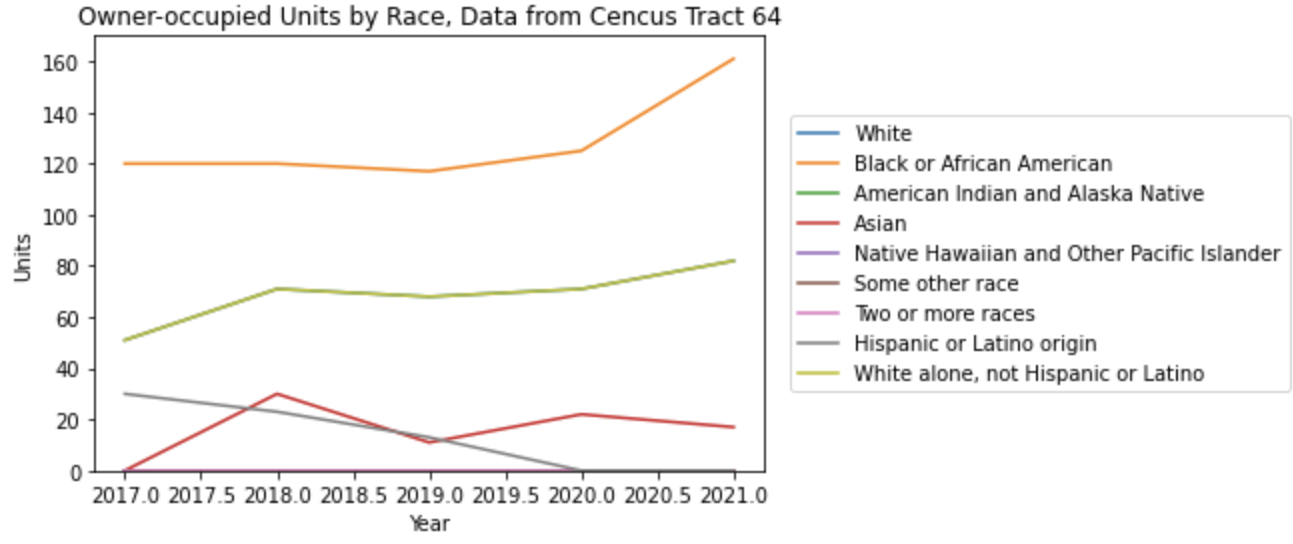 Owner-occupied Units by Race, Data from Cencus Tract 64
160
140
120
100
80
60
40
20
0
Units
2017.0 2017.5 2018.0 2018.5 2019.0 2019.5 2020.0 2020.5 2021.0
Year
White
Black or African American
American Indian and Alaska Native
Asian
Native Hawaiian and Other Pacific Islander
Some other race
Two or more races
Hispanic or Latino origin
White alone, not Hispanic or Latino